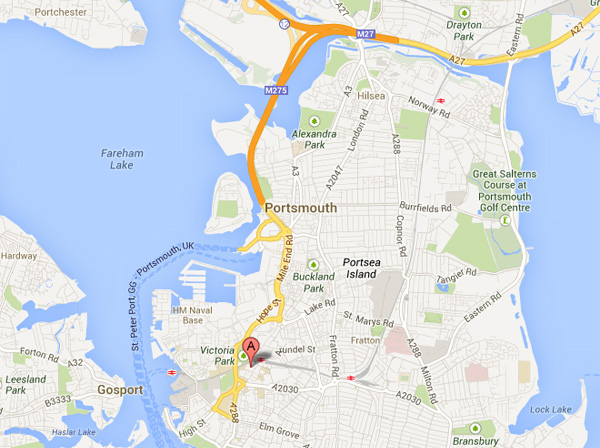 Portchester
Drayton
Park
Eastern Rd
M27
A27
A27
M275
A3
Hilsea
Norway Rd
London Rd
Alexandra
Park
A288
Fareham
Lake
A3
A2047
Great Salterns
Course at
Portsmouth
Golf Centre
Portsmouth
Burrfields Rd
Copnor Rd
Mile End Rd
St. Peter Port, GG - Portsmouth, UK
Hardway
Portsea
Island
Buckland
Park
Tangier Rd
Eastern Rd
HM Naval
Base
Hope St
Lake Rd
St Marys Rd
Fratton
Fratton Rd
Milton Rd
Victoria
Park
A
rundel St
Forton Rd
A32
Leesland
Park
B3333
Gosport
A2030
A2030
A288
High St
Elm Grove
Haslar Lake
Bransbury
Lock Lake